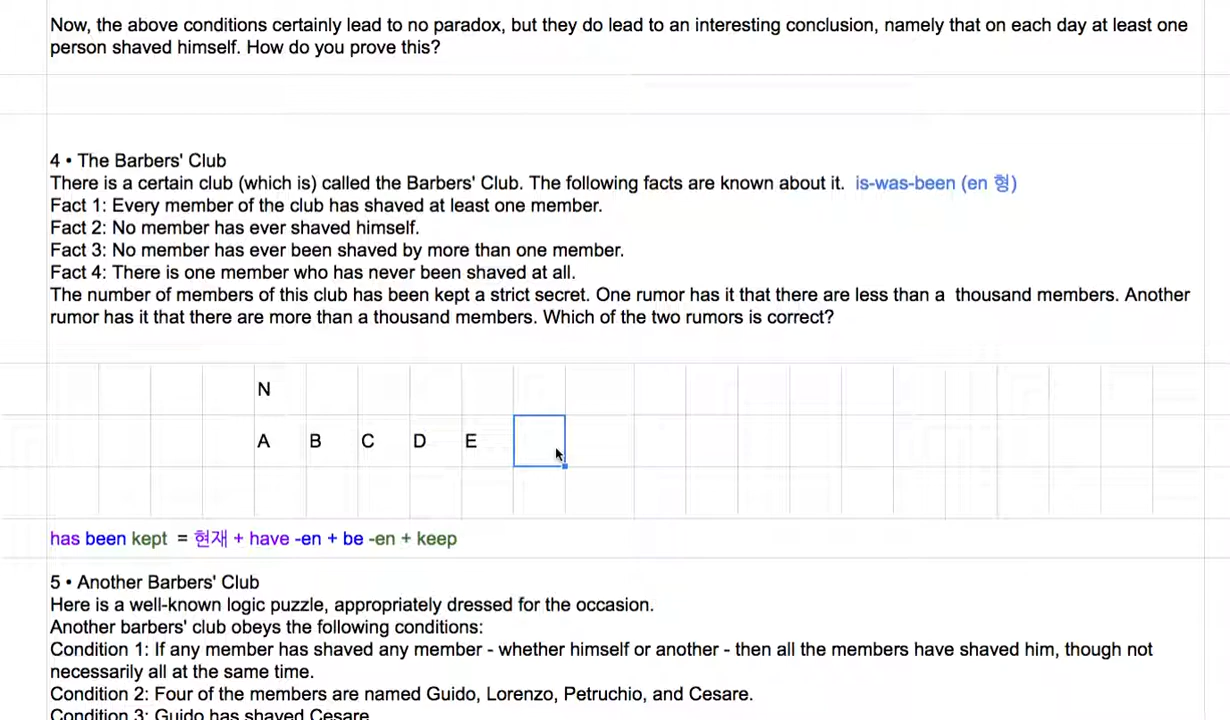 Now, the above conditions certainly lead to no paradox, but they do lead to an interesting conclusion, namely that on each day at least one
person shaved himself. How do you prove this?
4 • The Barbers' Club
There is a certain club (which is) called the Barbers' Club. The following facts are known about it. is-was-been (en 형)
Fact 1: Every member of the club has shaved at least one member.
Fact 2: No member has ever shaved himself.
Fact 3: No member has ever been shaved by more than one member.
Fact 4: There is one member who has never been shaved at all.
The number of members of this club has been kept a strict secret. One rumor has it that there are less than a thousand members. Another
rumor has it that there are more than a thousand members. Which of the two rumors is correct?
N
A B C D E
has been kept = 현재 + have -en + be -en + keep
5 • Another Barbers' Club
Here is a well-known logic puzzle, appropriately dressed for the occasion.
Another barbers' club obeys the following conditions:
Condition 1: If any member has shaved any member - whether himself or another - then all the members have shaved him, though not
necessarily all at the same time.
Condition 2: Four of the members are named Guido, Lorenzo, Petruchio, and Cesare.
Condition 3: Guido has shaved Cesare